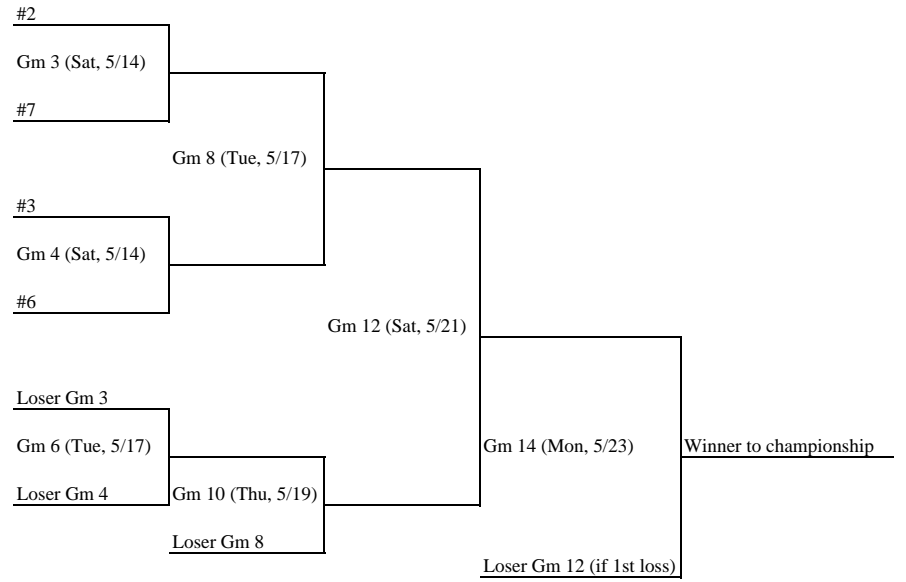 #2
Gm 3 (Sat, 5/14)
#7
Gm 8 (Tue, 5/17)
#3
Gm 4 (Sat, 5/14)
#6
Gm 12 (Sat, 5/21)
Loser Gm 3
Gm 6 (Tue, 5/17)
Gm 14 (Mon, 5/23)
Winner to championship
Loser Gm 4
Gm 10 (Thu, 5/19)
Loser Gm 8
Loser Gm 12 (if 1st loss)